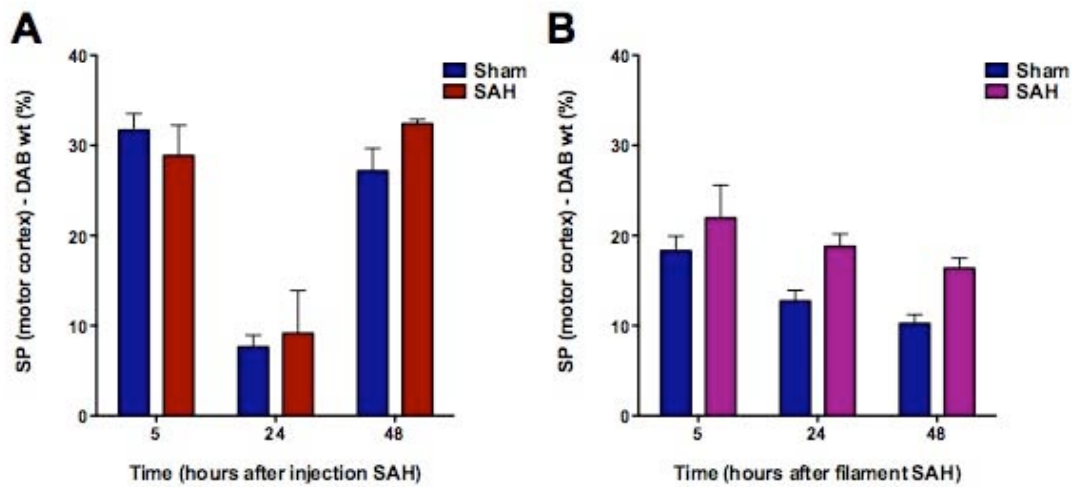 A
SP (motor cortex) - DAB wt (%)
40
30
20
10
0
5 24 48
Time (hours after injection SAH)
Sham
SAH
B
SP (motor cortex) - DAB wt (%)
40
30
20
10
0
5 24 48
Time (hours after filament SAH)
Sham
SAH